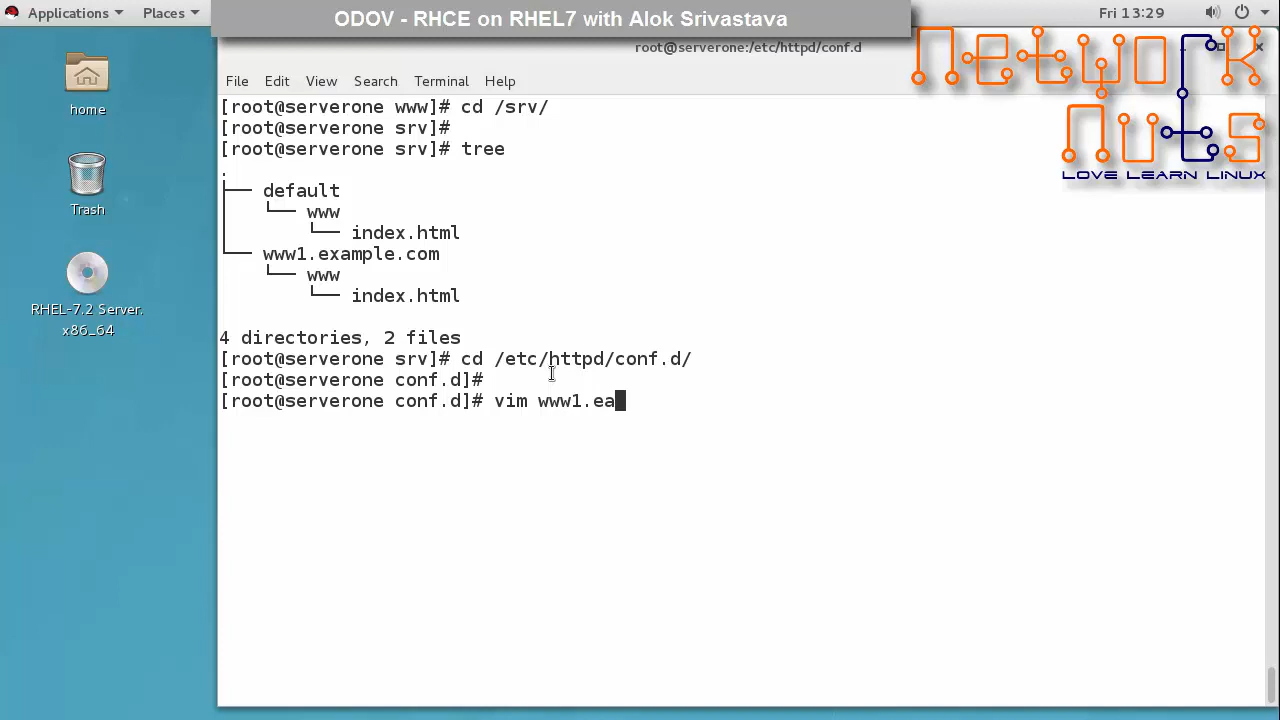 Applications Places ODOV - RHCE on RHEL7 with Alok Srivastava Fri 13:29
root@serverone:/etc/httpd/conf.d
Network
Nuts
LOVE LEARN LINUX
File Edit View Search Terminal Help
home
Trash
RHEL-7.2 Server.
x86_64
[root@serverone www]# cd /srv/
[root@serverone srv]#
[root@serverone srv]# tree
.
├── default
│   └── www
│       └── index.html
└── www1.example.com
    └── www
        └── index.html
4 directories, 2 files
[root@serverone srv]# cd /etc/httpd/conf.d/
[root@serverone conf.d]#
[root@serverone conf.d]# vim www1.ea